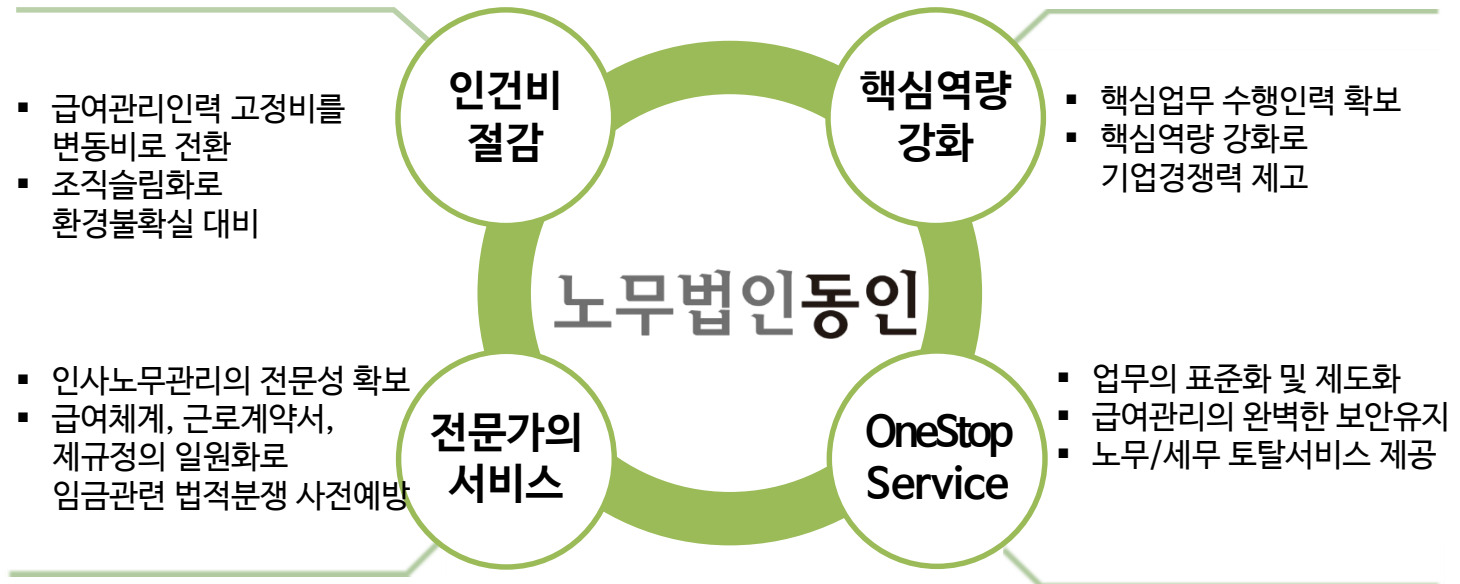 인건비
절감
▪ 급여관리인력 고정비를
변동비로 전환
▪ 조직슬림화로
환경불확실 대비
핵심역량
강화
▪ 핵심업무 수행인력 확보
▪ 핵심역량 강화로
기업경쟁력 제고
노무법인동인
전문가의
서비스
▪ 인사노무관리의 전문성 확보
▪ 급여체계, 근로계약서,
제규정의 일원화로
임금관련 법적분쟁 사전예방
OneStop
Service
▪ 업무의 표준화 및 제도화
▪ 급여관리의 완벽한 보안유지
▪ 노무/세무 토탈서비스 제공